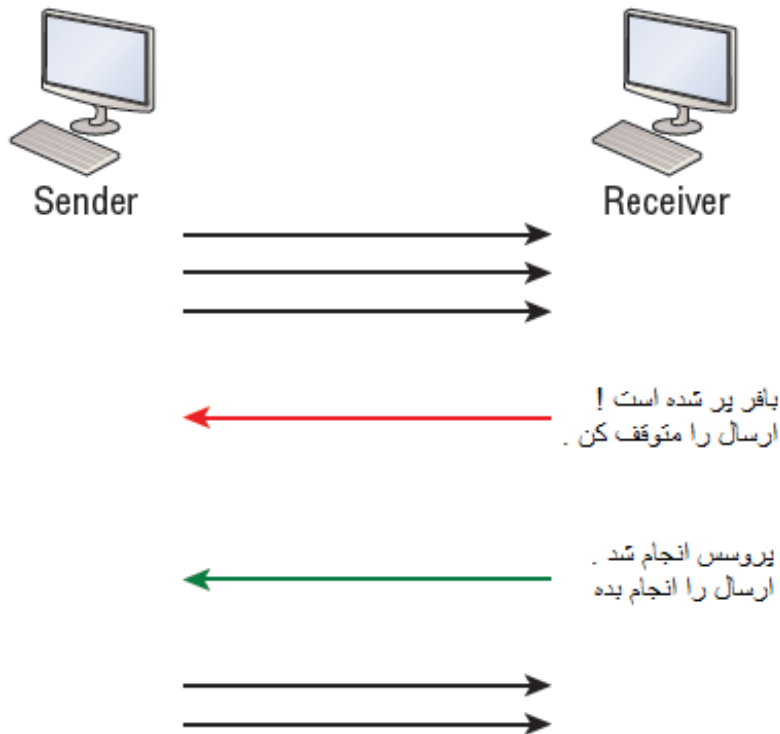 Sender
Receiver
بافر پر شده است !
ارسال را متوقف کن .
پروسس انجام شد .
ارسال را انجام بده